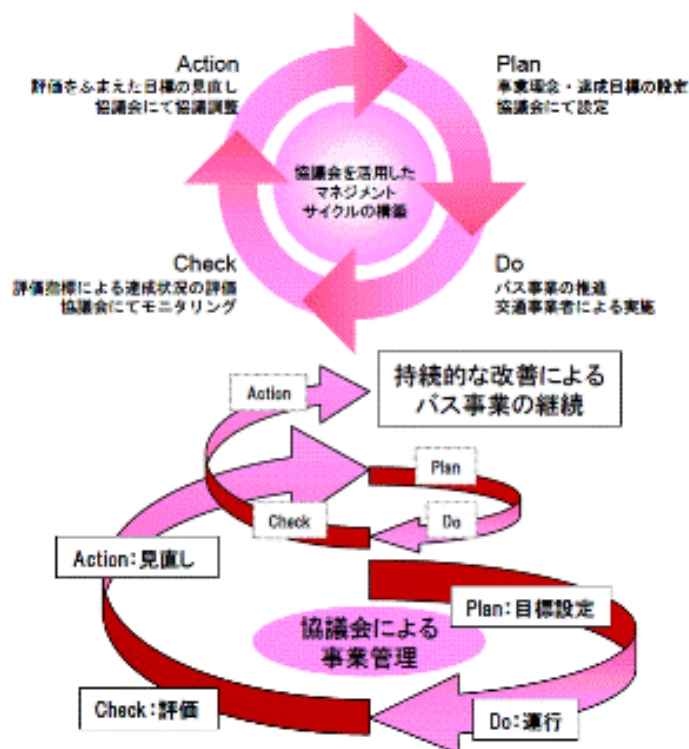 Action
評価をふまえた目標の見直し
協議会にて協議調整
Plan
事業理念・達成目標の設定
協議会にて設定
協議会を活用した
マネジメント
サイクルの構築
Check
評価指標による達成状況の評価
協議会にてモニタリング
Do
バス事業の推進
交通事業者による実施
持続的な改善による
バス事業の継続
Action
Plan
Check
Do
Action：見直し
Plan：目標設定
協議会による
事業管理
Check：評価
Do：運行